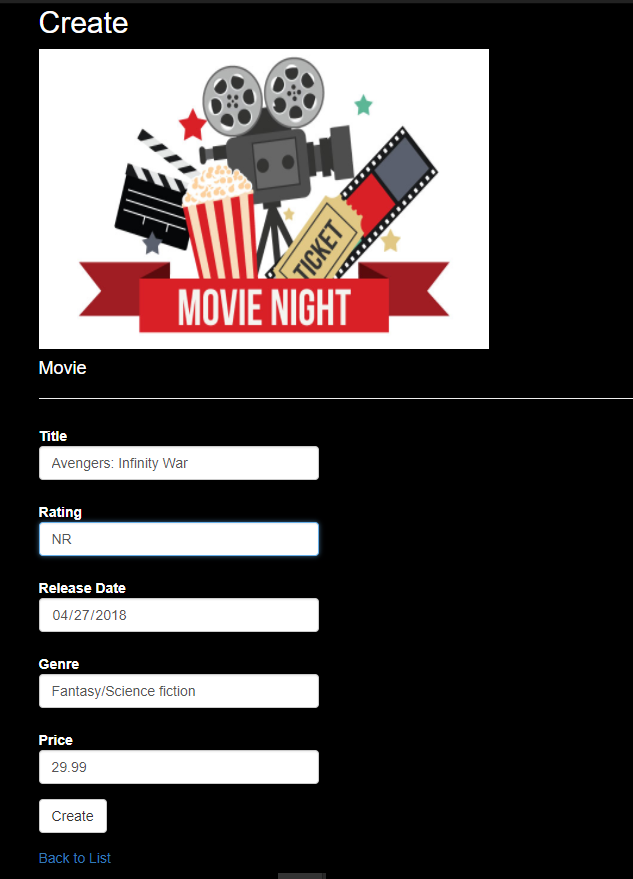 Create
TICKET
MOVIE NIGHT
Movie
Title
Avengers: Infinity War
Rating
NR
Release Date
04/27/2018
Genre
Fantasy/Science fiction
Price
29.99
Create
Back to List